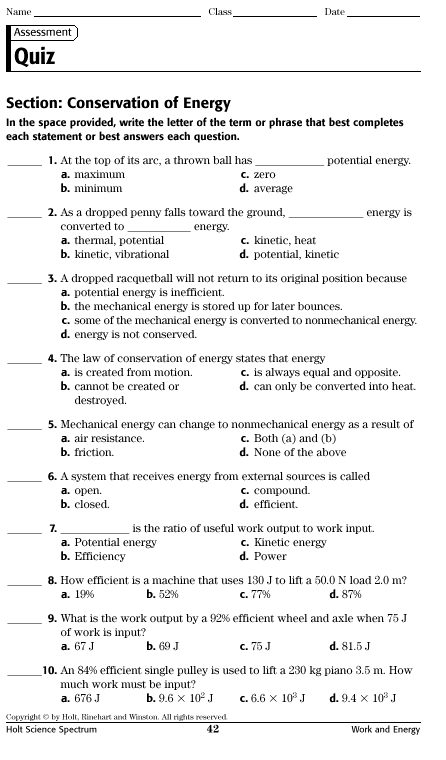 Name ______ Class ______ Date ______
Assessment
Quiz
Section: Conservation of Energy
In the space provided, write the letter of the term or phrase that best completes
each statement or best answers each question.
______ 1. At the top of its arc, a thrown ball has ____________ potential energy.
a. maximum c. zero
b. minimum d. average
______ 2. As a dropped penny falls toward the ground, ____________ energy is
converted to ___________ energy.
a. thermal, potential c. kinetic, heat
b. kinetic, vibrational d. potential, kinetic
______ 3. A dropped racquetball will not return to its original position because
a. potential energy is inefficient.
b. the mechanical energy is stored up for later bounces.
c. some of the mechanical energy is converted to nonmechanical energy.
d. energy is not conserved.
______ 4. The law of conservation of energy states that energy
a. is created from motion. c. is always equal and opposite.
b. cannot be created or d. can only be converted into heat.
destroyed.
______ 5. Mechanical energy can change to nonmechanical energy as a result of
a. air resistance. c. Both (a) and (b)
b. friction. d. None of the above
______ 6. A system that receives energy from external sources is called
a. open. c. compound.
b. closed. d. efficient.
______ 7. ____________ is the ratio of useful work output to work input.
a. Potential energy c. Kinetic energy
b. Efficiency d. Power
______ 8. How efficient is a machine that uses 130 J to lift a 50.0 N load 2.0 m?
a. 19% b. 52% c. 77% d. 87%
______ 9. What is the work output by a 92% efficient wheel and axle when 75 J
of work is input?
a. 67 J b. 69 J c. 75 J d. 81.5 J
______ 10. An 84% efficient single pulley is used to lift a 230 kg piano 3.5 m. How
much work must be input?
a. 676 J b. 9.6 × 10² J c. 6.6 × 10³ J d. 9.4 × 10³ J
Copyright © by Holt, Rinehart and Winston. All rights reserved.
Holt Science Spectrum 42 Work and Energy